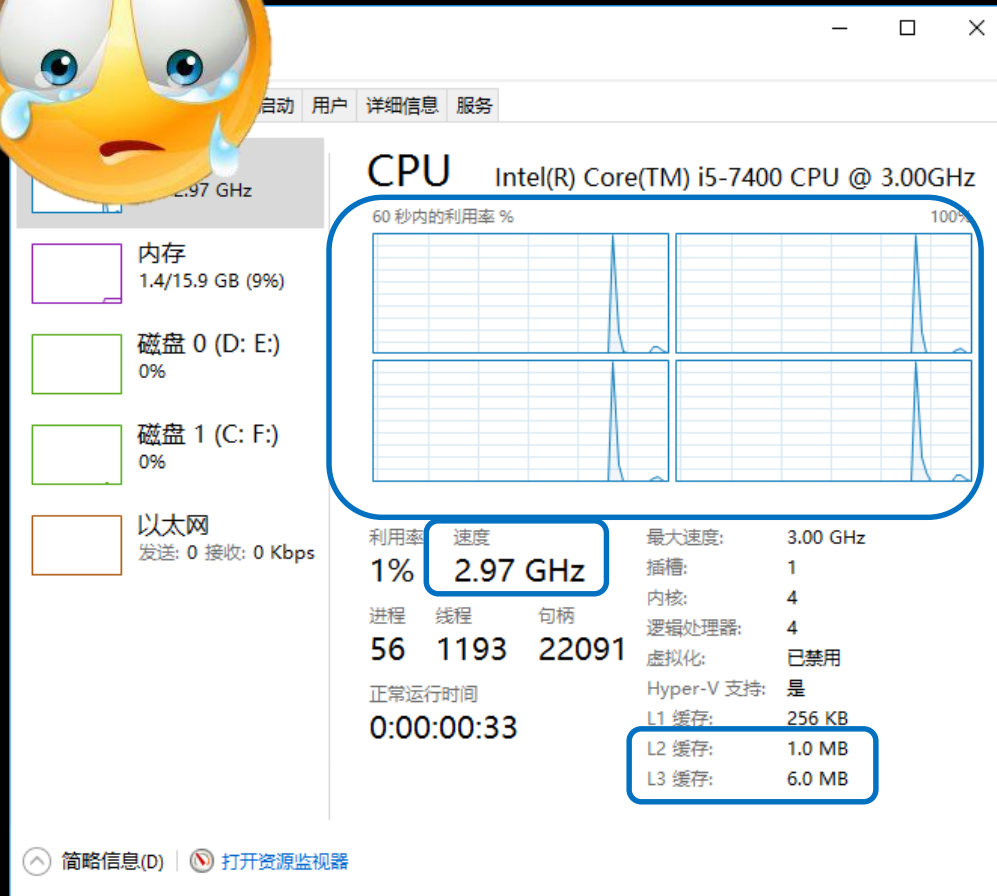 启动 用户 详细信息 服务
2.97 GHz
内存
1.4/15.9 GB (9%)
磁盘 0 (D: E:)
0%
磁盘 1 (C: F:)
0%
以太网
发送: 0 接收: 0 Kbps
CPU Intel(R) Core(TM) i5-7400 CPU @ 3.00GHz
60 秒内的利用率 % 100%
利用率 速度
1% 2.97 GHz
进程 线程 句柄
56 1193 22091
正常运行时间
0:00:00:33
最大速度: 3.00 GHz
插槽: 1
内核: 4
逻辑处理器: 4
虚拟化: 已禁用
Hyper-V 支持: 是
L1 缓存: 256 KB
L2 缓存: 1.0 MB
L3 缓存: 6.0 MB
简略信息(D) 打开资源监视器